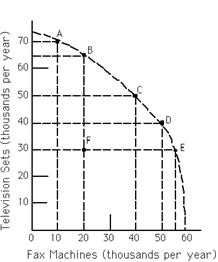 Television Sets (thousands per year)
70
60
50
40
30
20
10
A
B
C
D
E
F
0 10 20 30 40 50 60
Fax Machines (thousands per year)